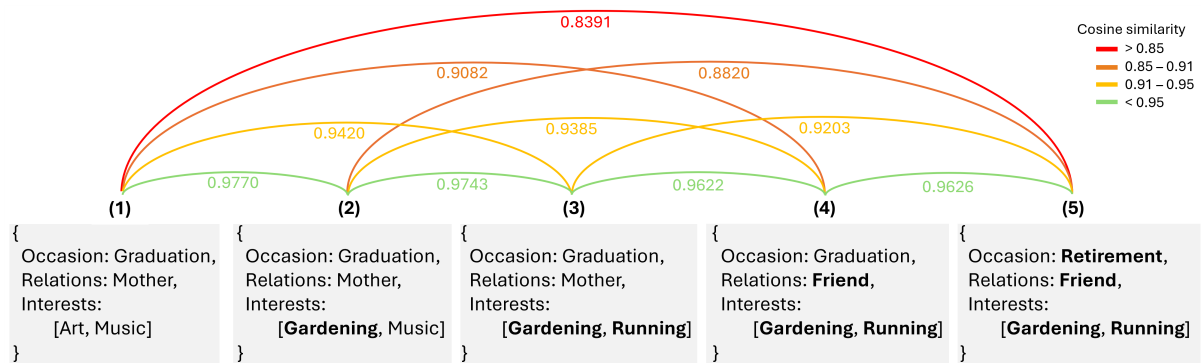 0.8391
Cosine similarity
> 0.85
0.85 – 0.91
0.91 – 0.95
< 0.95
0.9082
0.8820
0.9420
0.9385
0.9203
0.9770
0.9743
0.9622
0.9626
(1)
(2)
(3)
(4)
(5)
{
Occasion: Graduation,
Relations: Mother,
Interests:
[Art, Music]
}
{
Occasion: Graduation,
Relations: Mother,
Interests:
[Gardening, Music]
}
{
Occasion: Graduation,
Relations: Mother,
Interests:
[Gardening, Running]
}
{
Occasion: Graduation,
Relations: Friend,
Interests:
[Gardening, Running]
}
{
Occasion: Retirement,
Relations: Friend,
Interests:
[Gardening, Running]
}